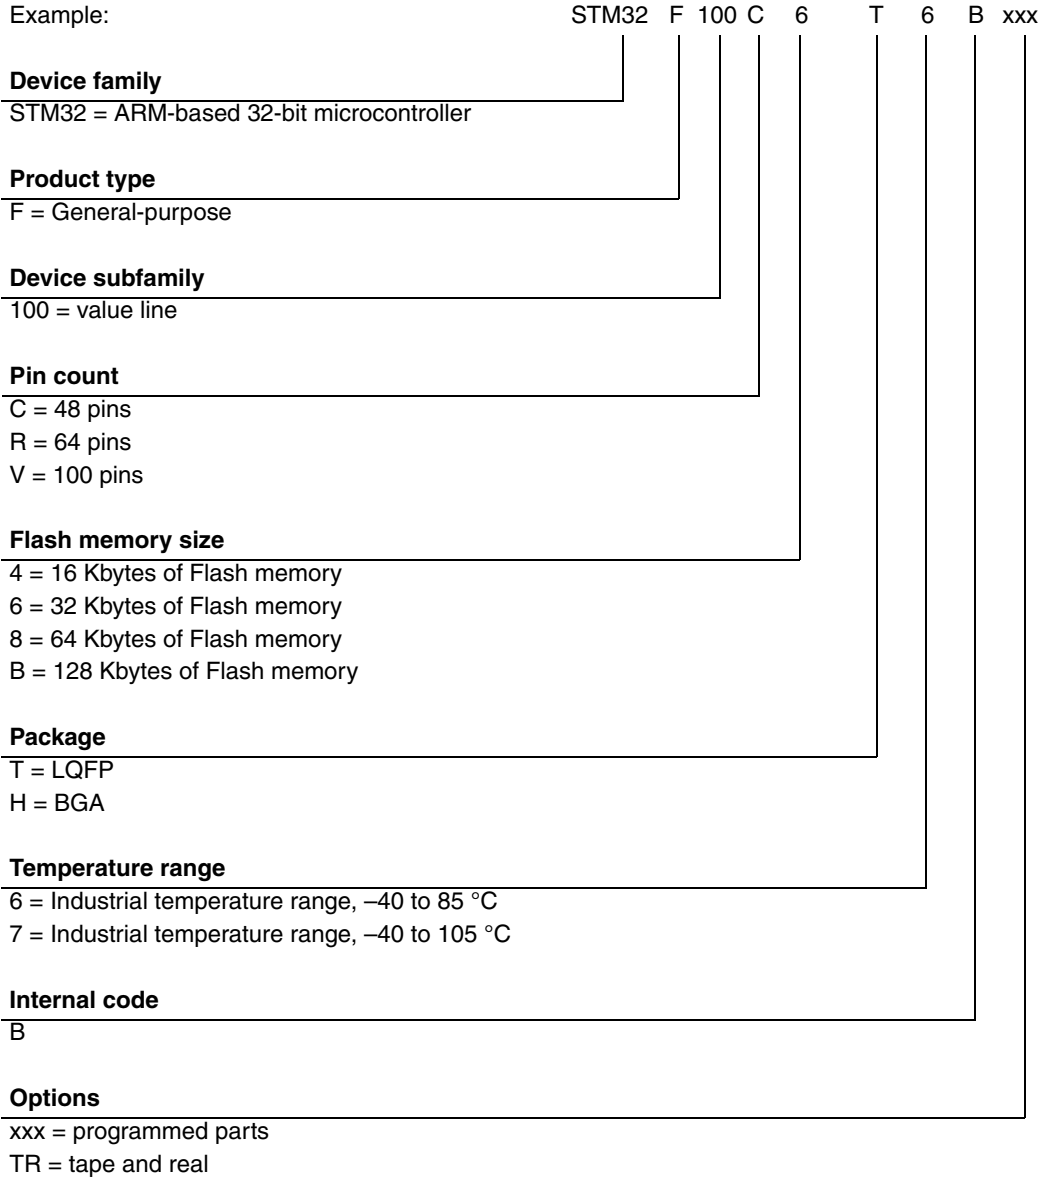 Example: STM32 F 100 C 6 T 6 B xxx
Device family
STM32 = ARM-based 32-bit microcontroller
Product type
F = General-purpose
Device subfamily
100 = value line
Pin count
C = 48 pins
R = 64 pins
V = 100 pins
Flash memory size
4 = 16 Kbytes of Flash memory
6 = 32 Kbytes of Flash memory
8 = 64 Kbytes of Flash memory
B = 128 Kbytes of Flash memory
Package
T = LQFP
H = BGA
Temperature range
6 = Industrial temperature range, –40 to 85 °C
7 = Industrial temperature range, –40 to 105 °C
Internal code
B
Options
xxx = programmed parts
TR = tape and real